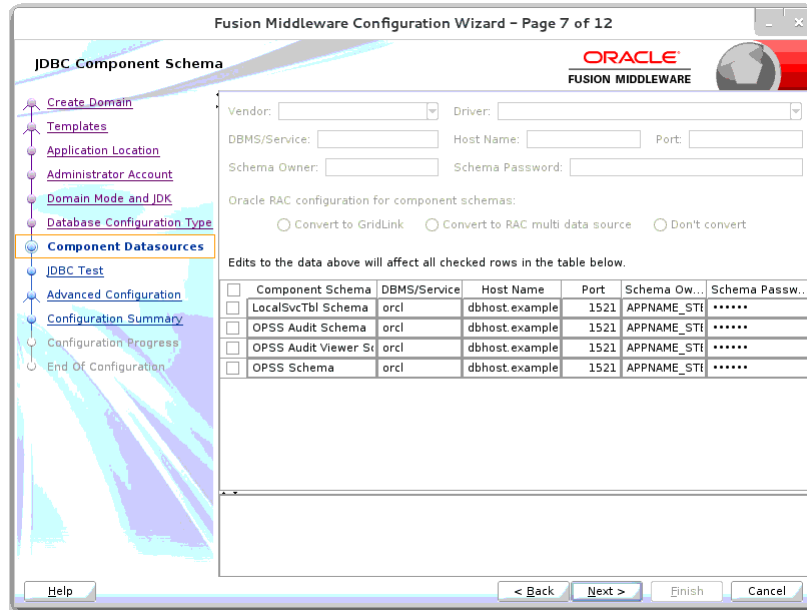 Fusion Middleware Configuration Wizard – Page 7 of 12
JDBC Component Schema
ORACLE
FUSION MIDDLEWARE
Create Domain
Templates
Application Location
Administrator Account
Domain Mode and JDK
Database Configuration Type
Component Datasources
JDBC Test
Advanced Configuration
Configuration Summary
Configuration Progress
End Of Configuration
Vendor: Driver:
DBMS/Service: Host Name: Port:
Schema Owner: Schema Password:
Oracle RAC configuration for component schemas:
Convert to GridLink Convert to RAC multi data source Don't convert
Edits to the data above will affect all checked rows in the table below.
Component Schema DBMS/Service Host Name Port Schema Ow... Schema Passw..
LocalSvcTbl Schema orcl dbhost.example 1521 APPNAME_STE ••••••
OPSS Audit Schema orcl dbhost.example 1521 APPNAME_STE ••••••
OPSS Audit Viewer Sc orcl dbhost.example 1521 APPNAME_STE ••••••
OPSS Schema orcl dbhost.example 1521 APPNAME_STE ••••••
Help < Back Next > Finish Cancel